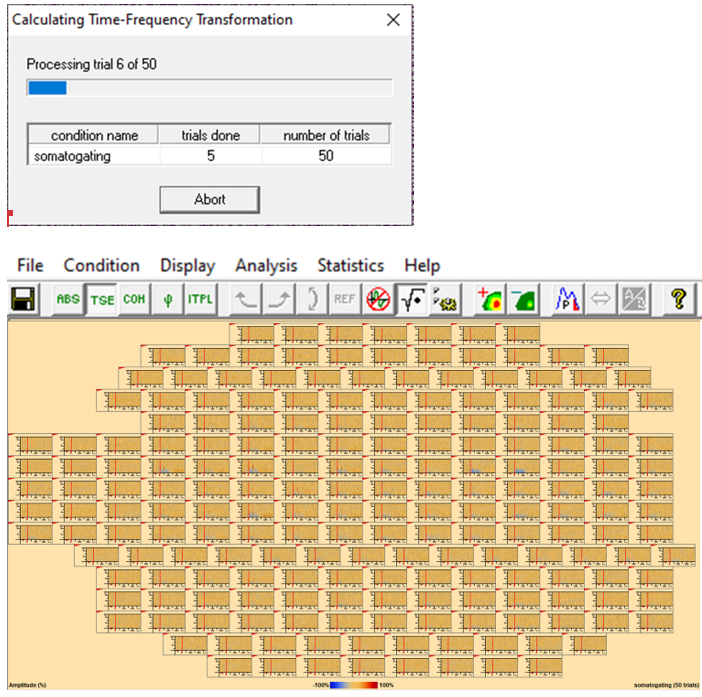 Calculating Time-Frequency Transformation
Processing trial 6 of 50
condition name trials done number of trials
somatogating 5 50
Abort
File Condition Display Analysis Statistics Help
ABS TSE COH φ ITPL REF P P P A/D ?
Amplitude (%) -100% 100% somatogating (50 trials)